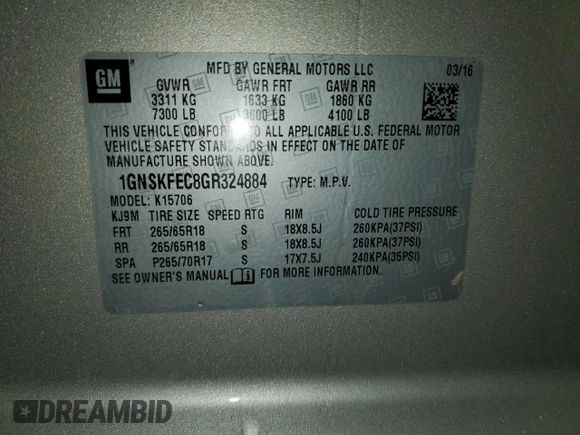 GM
MFD BY GENERAL MOTORS LLC 03/16
GVWR GAWR FRT GAWR RR
3311 KG 1633 KG 1860 KG
7300 LB 3600 LB 4100 LB
THIS VEHICLE CONFORMS TO ALL APPLICABLE U.S. FEDERAL MOTOR
VEHICLE SAFETY STANDARDS IN EFFECT ON THE DATE OF
MANUFACTURE SHOWN ABOVE.
1GNSKFEC8GR324884 TYPE: M.P.V.
MODEL: K15706
KJ9M TIRE SIZE SPEED RTG RIM COLD TIRE PRESSURE
FRT 265/65R18 S 18X8.5J 260KPA(37PSI)
RR 265/65R18 S 18X8.5J 260KPA(37PSI)
SPA P265/70R17 S 17X7.5J 240KPA(35PSI)
SEE OWNER'S MANUAL FOR MORE INFORMATION.
DREAMBID